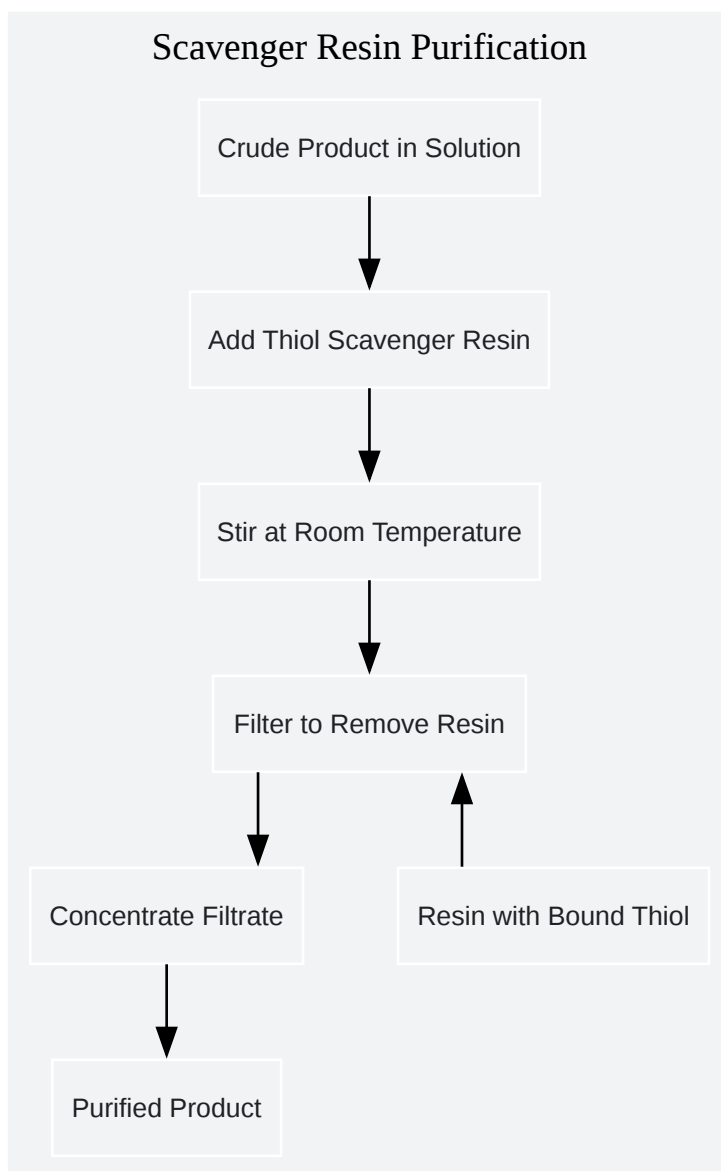 Scavenger Resin Purification
Crude Product in Solution
Add Thiol Scavenger Resin
Stir at Room Temperature
Filter to Remove Resin
Concentrate Filtrate
Resin with Bound Thiol
Purified Product